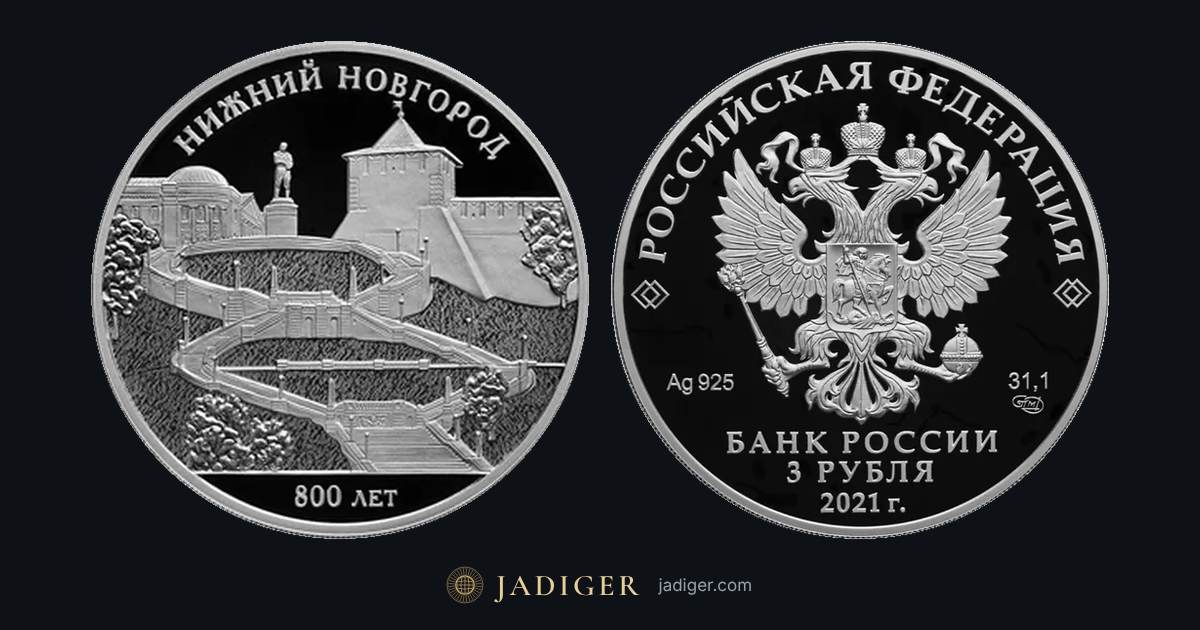 НИЖНИЙ НОВГОРОД
800 ЛЕТ
РОССИЙСКАЯ ФЕДЕРАЦИЯ
Ag 925
31,1
БАНК РОССИИ
3 РУБЛЯ
2021 г.
JADIGER
jadiger.com